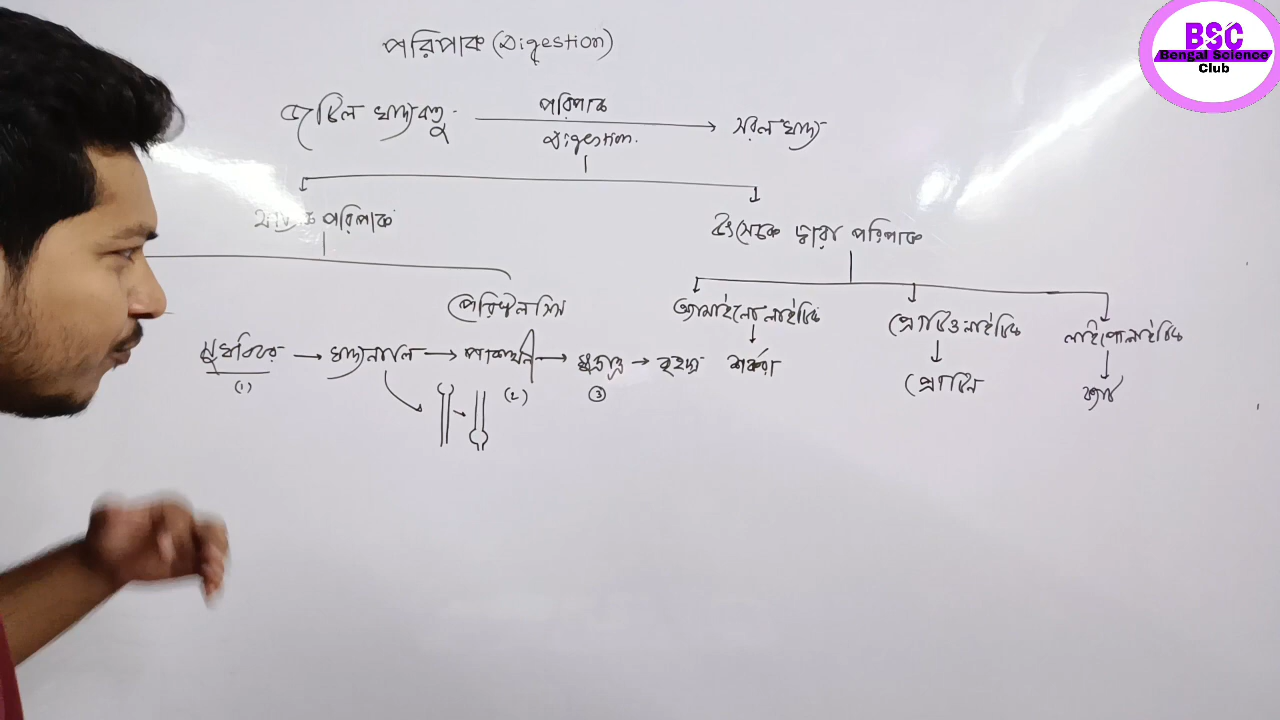 পরিপাক (Digestion)
BSC
Bengal Science
Club
জটিল খাদ্যবস্তু
পরিপাক
Digestion.
সরল খাদ্য
পরিপাক
উৎসেচক দ্বারা পরিপাক
পেরিস্টলসিস
অ্যামাইলোলাইটিক
প্রোটিওলাইটিক
লাইপোলাইটিক
মুখবিবর → খাদ্যনালি → পাকস্থলি → ক্ষুদ্রান্ত্র → বৃহদন্ত্র
শর্করা
প্রোটিন
ফ্যাট
(1)
(2)
③